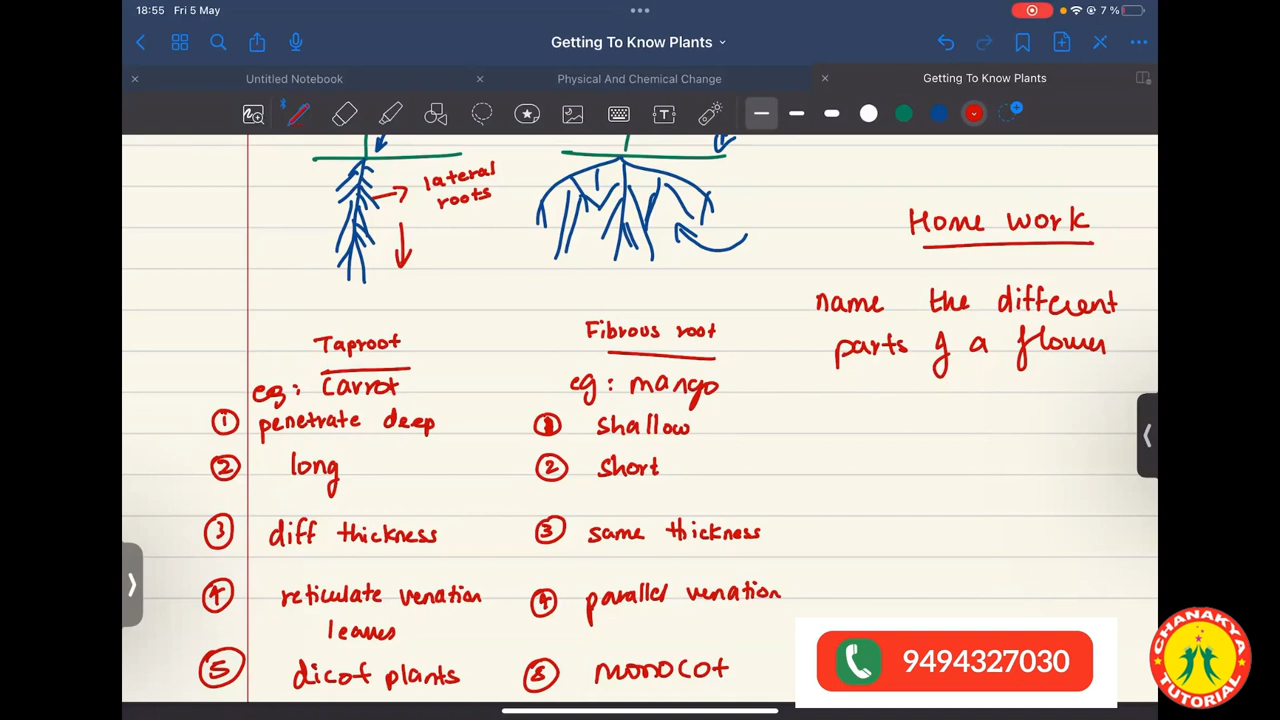 18:55 Fri 5 May
7 %
Getting To Know Plants
Untitled Notebook
Physical And Chemical Change
Getting To Know Plants
lateral
roots
Home work
name the different
parts of a flower
Taproot
eg: Carrot
① penetrate deep
② long
③ diff thickness
④ reticulate venation
leaves
⑤ dicot plants
Fibrous root
eg: mango
① shallow
② short
③ same thickness
④ parallel venation
⑤ monocot
9494327030
CHANAKYA
TUTORIAL